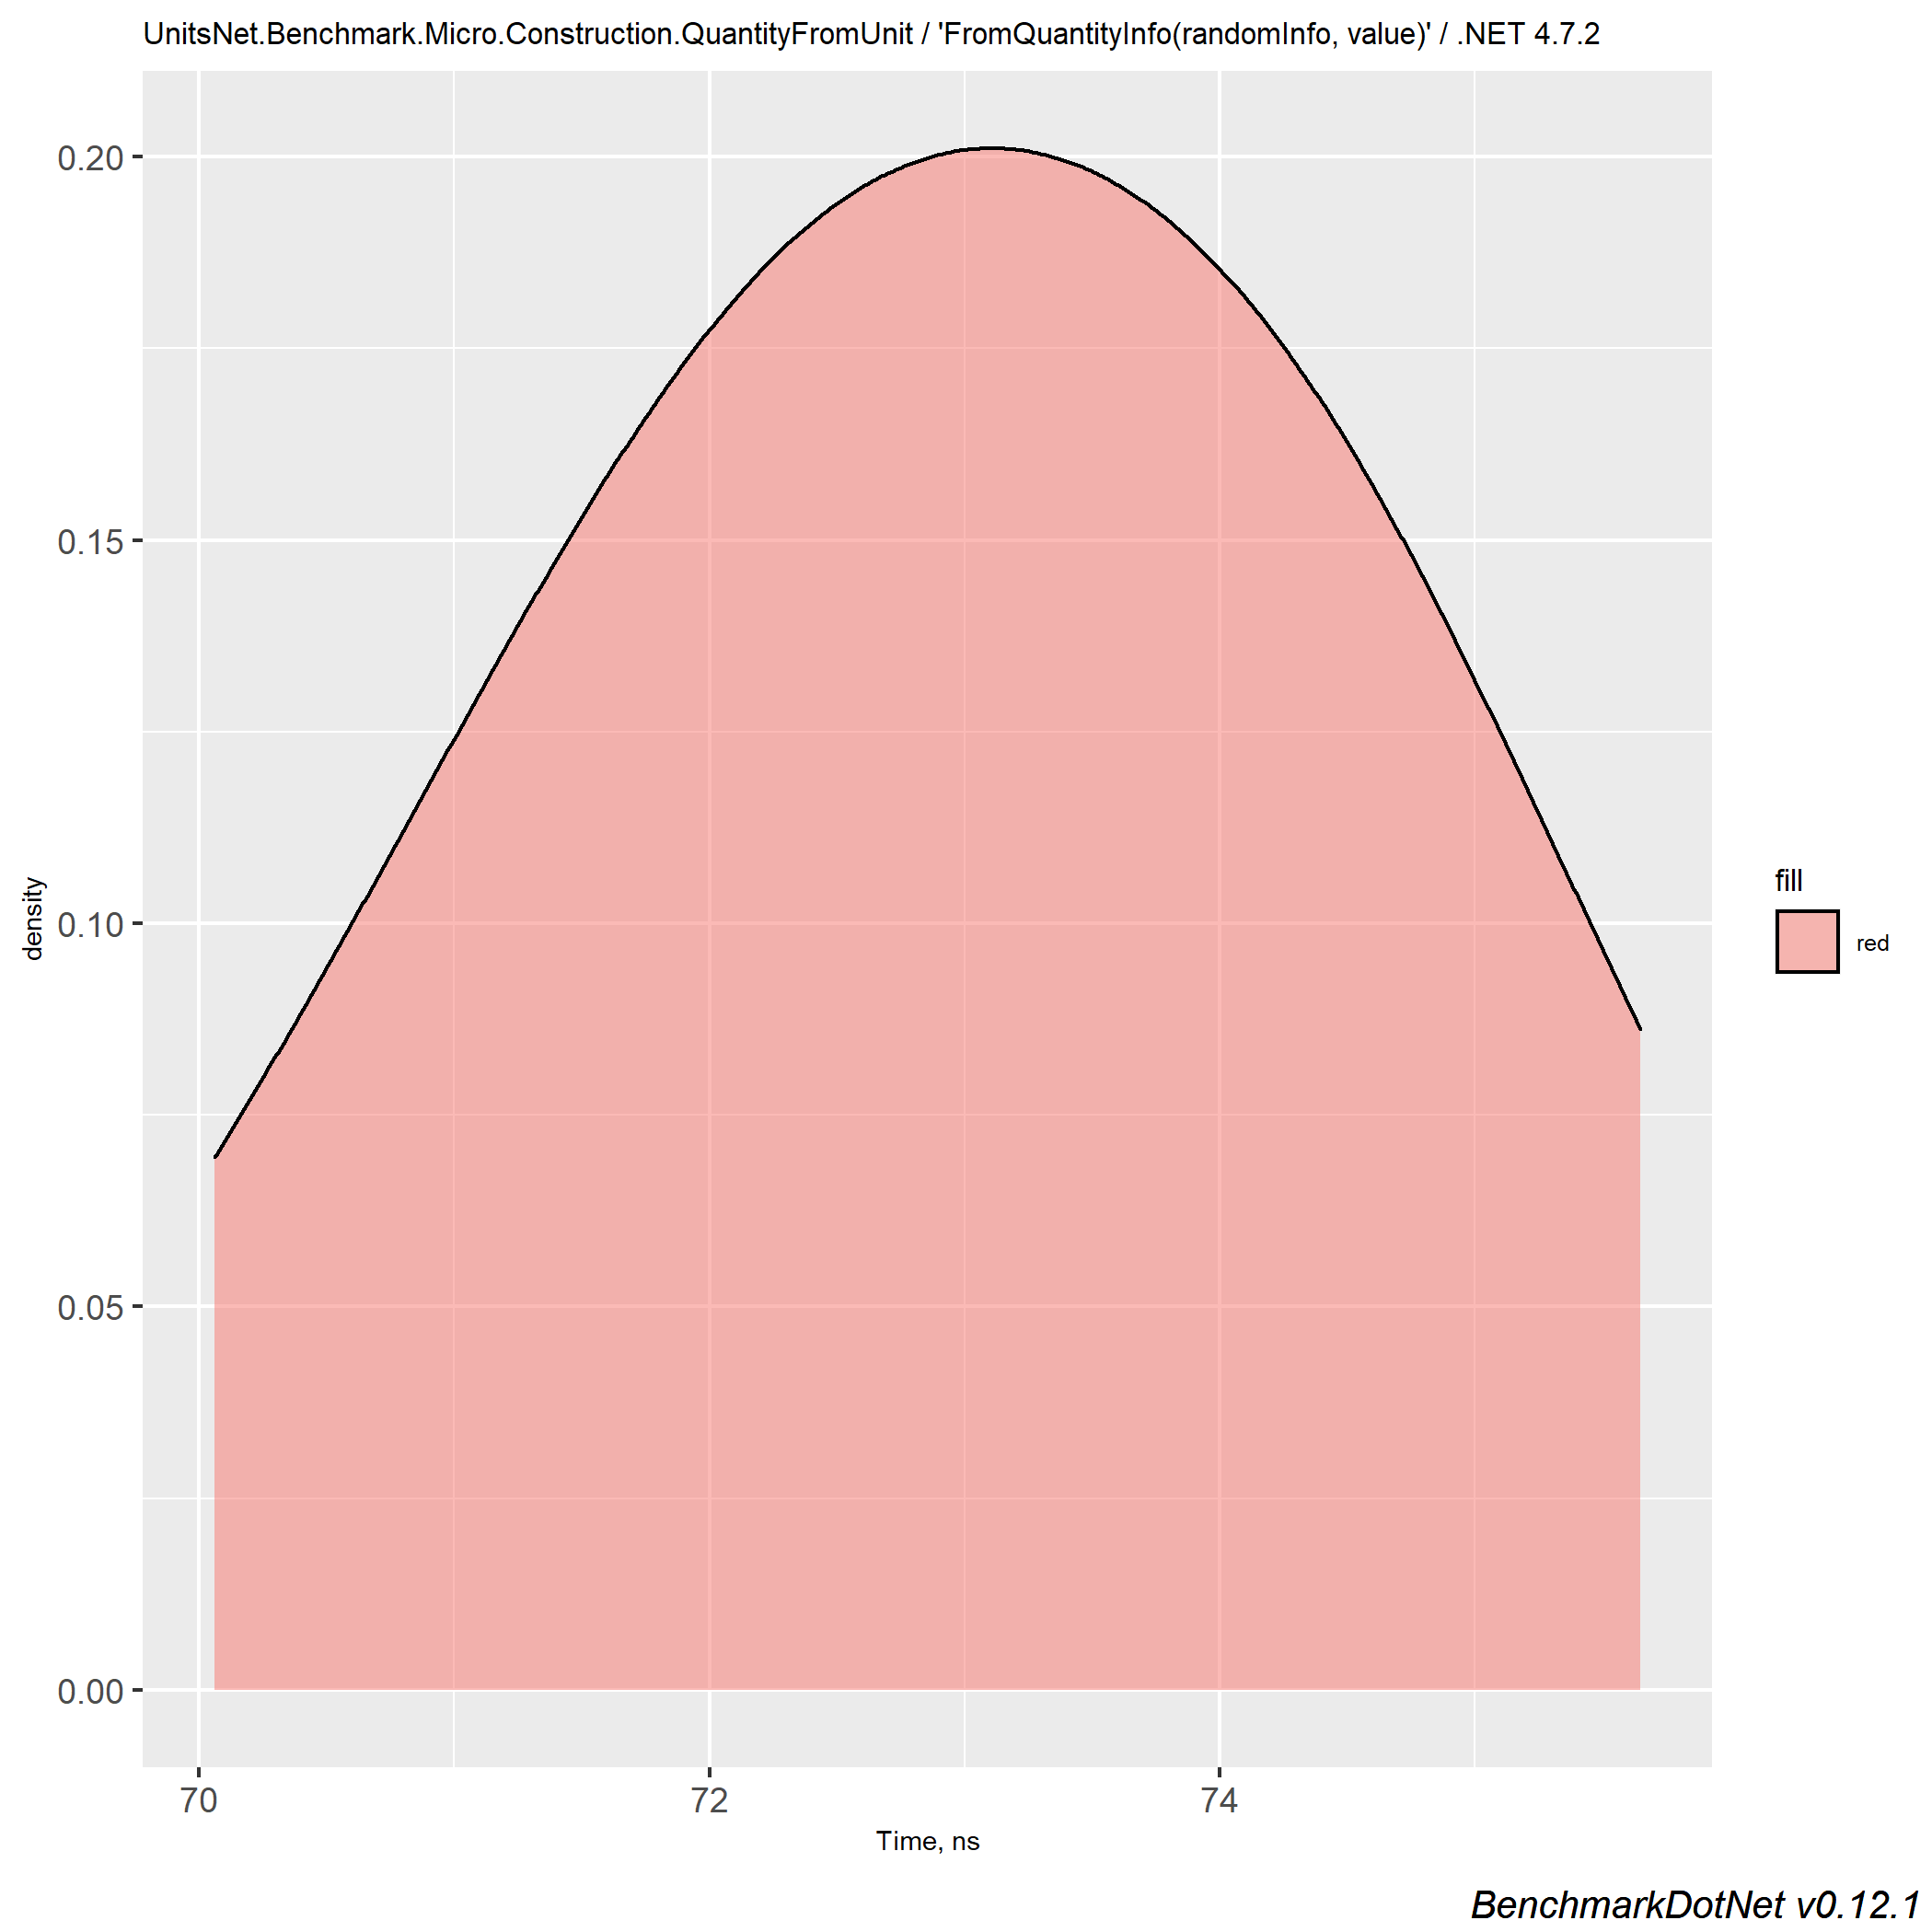 UnitsNet.Benchmark.Micro.Construction.QuantityFromUnit / 'FromQuantityInfo(randomInfo, value)' / .NET 4.7.2
0.20
0.15
0.10
0.05
0.00
density
70 72 74
Time, ns
fill
red
BenchmarkDotNet v0.12.1